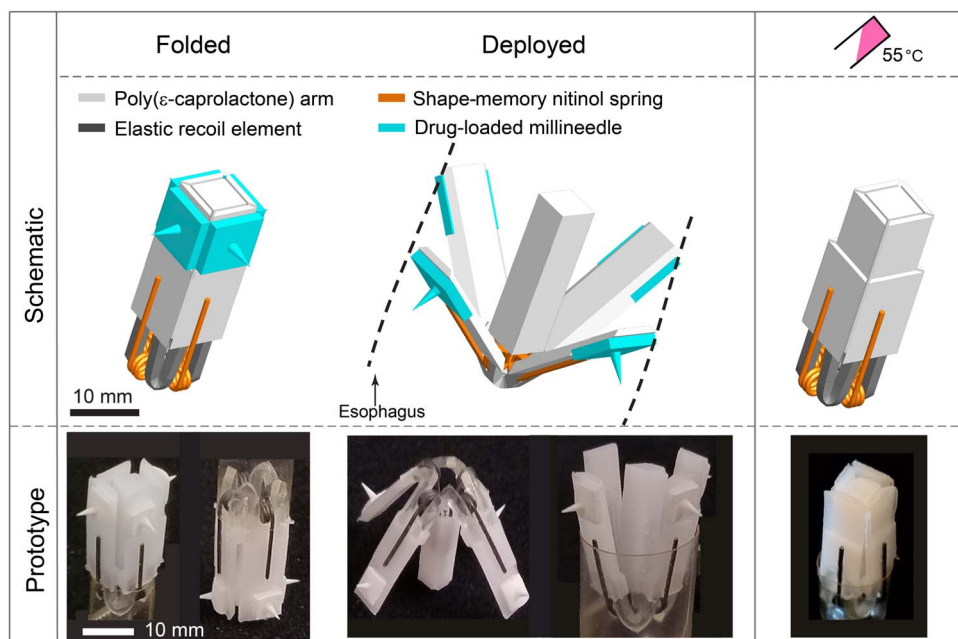 Folded
Deployed
55°C
Poly(ε-caprolactone) arm
Shape-memory nitinol spring
Elastic recoil element
Drug-loaded millineedle
Schematic
10 mm
Esophagus
Prototype
10 mm